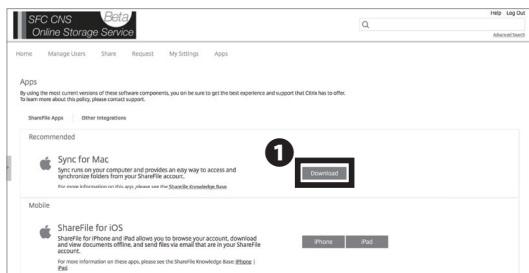 SFC CNS Beta
Online Storage Service
Help Log Out
Advanced Search
Home Manage Users Share Request My Settings Apps
Apps
By using the most current versions of these software components, you on be sure to get the best experience and support that Citrix has to offer.
To learn more about this policy, please contact support.
ShareFile Apps Other Integrations
Recommended
1
Sync for Mac
Sync runs on your computer and provides an easy way to access and
synchronize folders from your ShareFile
account.
For more information on this app, please see the Sharefile Knowledge Base
Download
Mobile
ShareFile for iOS
ShareFile for iPhone and iPad allows you to browse your account, download
and view documents offline, and send files via email that are in your ShareFile
account.
For more information on these apps, please see the ShareFile Knowledge Base: iPhone |
iPad
iPhone iPad